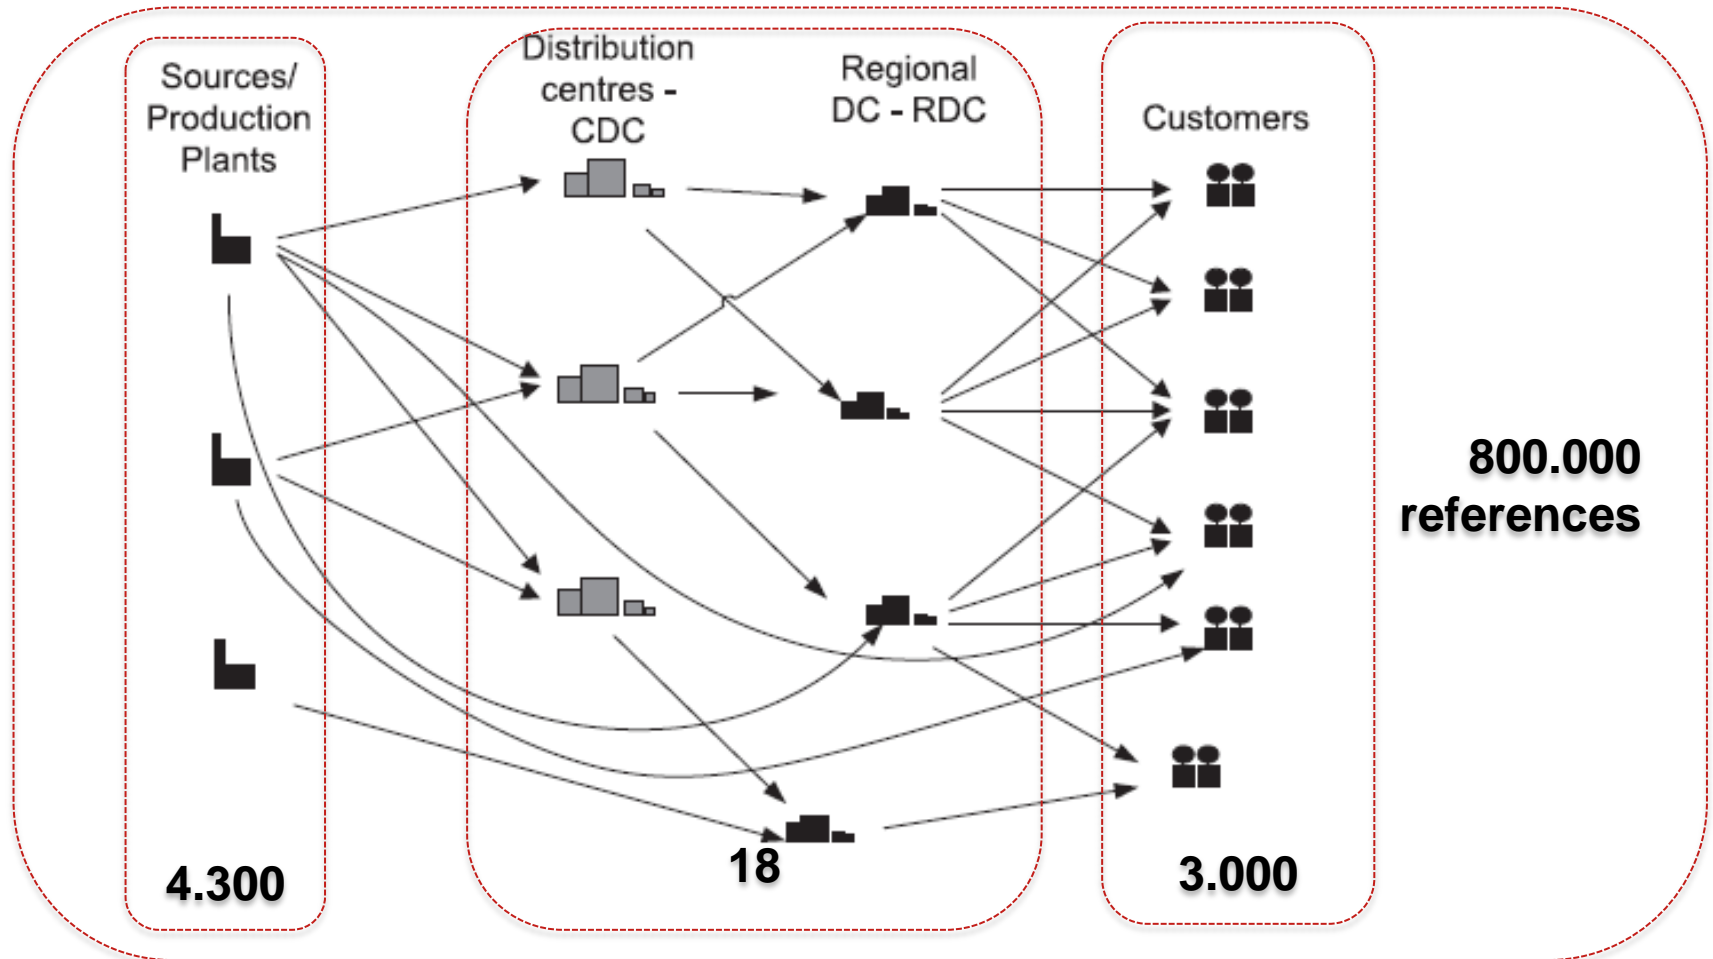 Sources/
Production
Plants
Distribution
centres -
CDC
Regional
DC - RDC
Customers
800.000
references
4.300
18
3.000